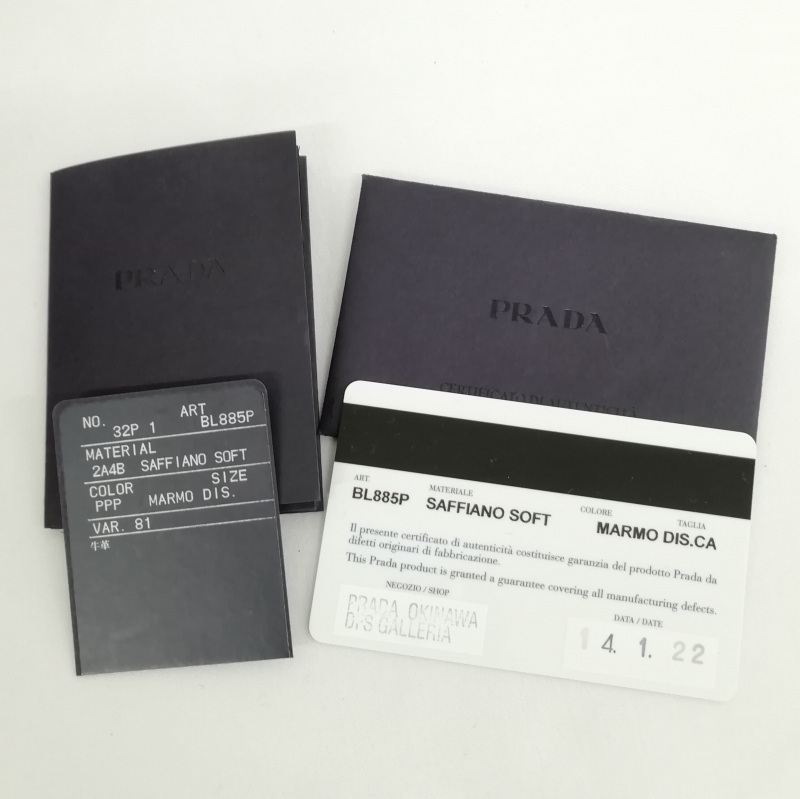 PRADA
PRADA
CERTIFICATO DI AUTENTICITÀ
NO. 32P 1 ART BL885P
MATERIAL
2A4B SAFFIANO SOFT
COLOR SIZE
PPP MARMO DIS.
VAR. 81
牛革
ART. MATERIALE COLORE TAGLIA
BL885P SAFFIANO SOFT MARMO DIS.CA
Il presente certificato di autenticità costituisce garanzia del prodotto Prada da
difetti originari di fabbricazione.
This Prada product is granted a guarantee covering all manufacturing defects.
NEGOZIO / SHOP
PRADA OKINAWA
DFS GALLERIA
DATA / DATE
14. 1. 22